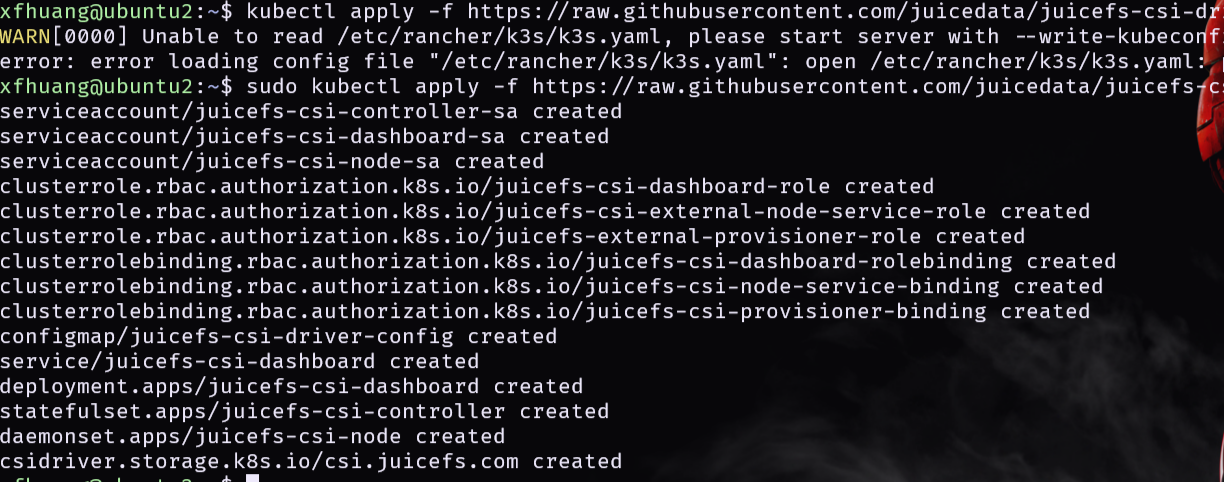 xfhuang@ubuntu2:~$ kubectl apply -f https://raw.githubusercontent.com/juicedata/juicefs-csi-dr
WARN[0000] Unable to read /etc/rancher/k3s/k3s.yaml, please start server with --write-kubeconf
error: error loading config file "/etc/rancher/k3s/k3s.yaml": open /etc/rancher/k3s/k3s.yaml:
xfhuang@ubuntu2:~$ sudo kubectl apply -f https://raw.githubusercontent.com/juicedata/juicefs-cs
serviceaccount/juicefs-csi-controller-sa created
serviceaccount/juicefs-csi-dashboard-sa created
serviceaccount/juicefs-csi-node-sa created
clusterrole.rbac.authorization.k8s.io/juicefs-csi-dashboard-role created
clusterrole.rbac.authorization.k8s.io/juicefs-csi-external-node-service-role created
clusterrole.rbac.authorization.k8s.io/juicefs-external-provisioner-role created
clusterrolebinding.rbac.authorization.k8s.io/juicefs-csi-dashboard-rolebinding created
clusterrolebinding.rbac.authorization.k8s.io/juicefs-csi-node-service-binding created
clusterrolebinding.rbac.authorization.k8s.io/juicefs-csi-provisioner-binding created
configmap/juicefs-csi-driver-config created
service/juicefs-csi-dashboard created
deployment.apps/juicefs-csi-dashboard created
statefulset.apps/juicefs-csi-controller created
daemonset.apps/juicefs-csi-node created
csidriver.storage.k8s.io/csi.juicefs.com created
xfhuang@ubuntu2:~$